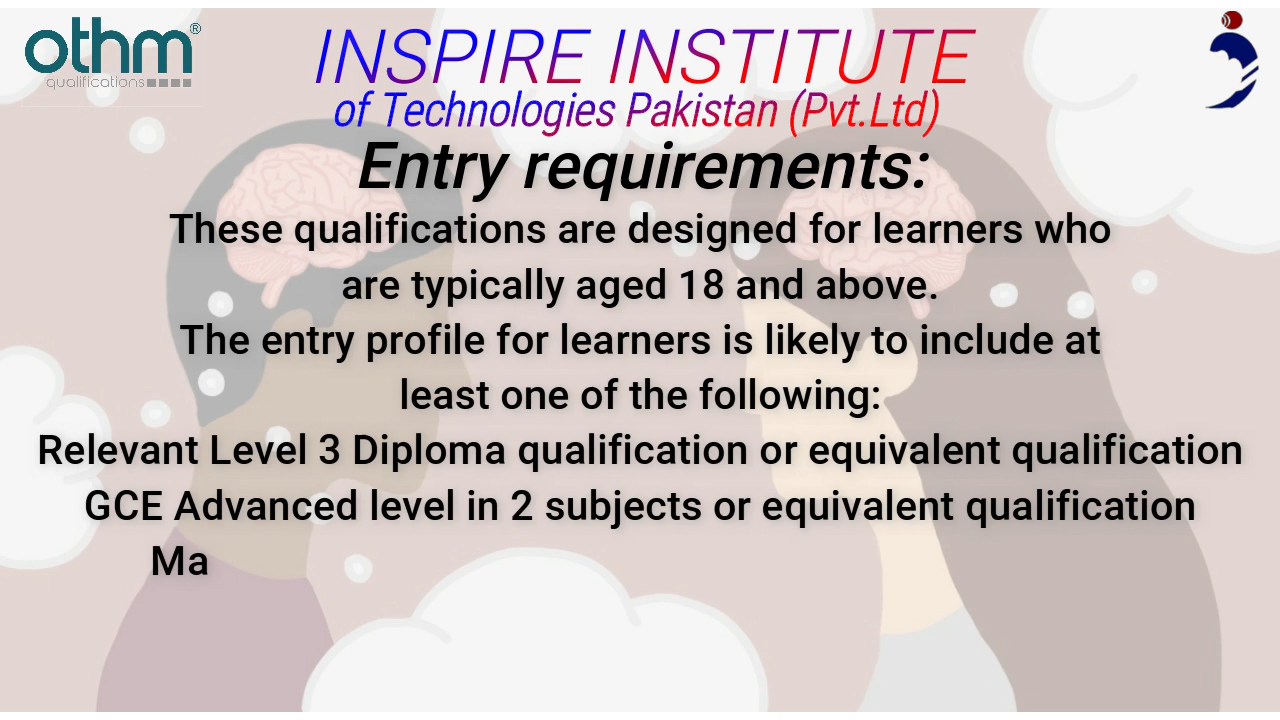 othm®
qualifications
INSPIRE INSTITUTE
of Technologies Pakistan (Pvt.Ltd)
Entry requirements:
These qualifications are designed for learners who
are typically aged 18 and above.
The entry profile for learners is likely to include at
least one of the following:
Relevant Level 3 Diploma qualification or equivalent qualification
GCE Advanced level in 2 subjects or equivalent qualification
Ma